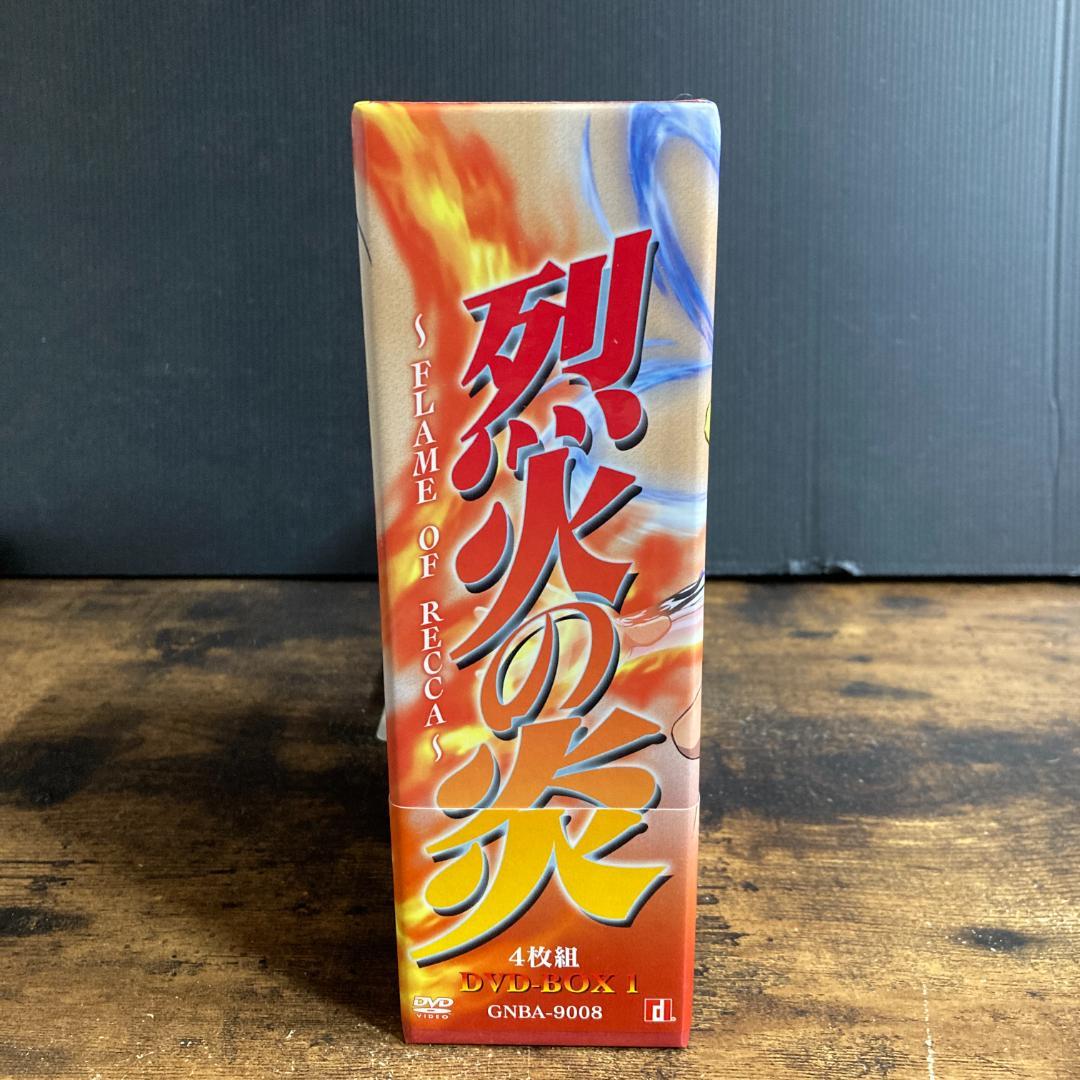 烈火の炎
～FLAME OF RECCA～
4枚組
DVD-BOX 1
DVD
VIDEO
GNBA-9008
d